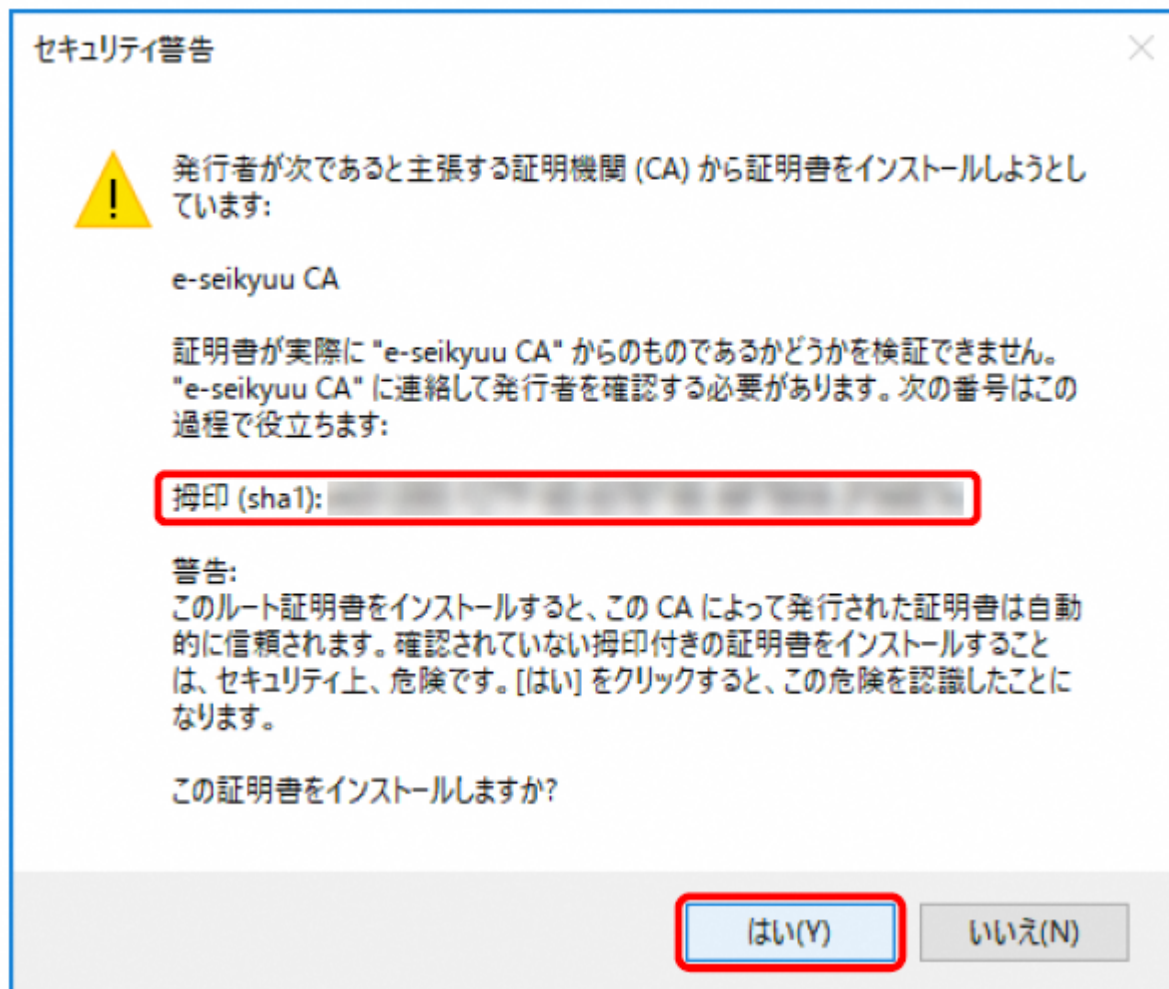 セキュリティ警告
発行者が次であると主張する証明機関 (CA) から証明書をインストールしようとし
ています:
e-seikyuu CA
証明書が実際に "e-seikyuu CA" からのものであるかどうかを検証できません。
"e-seikyuu CA" に連絡して発行者を確認する必要があります。次の番号はこの
過程で役立ちます:
拇印 (sha1):
警告:
このルート証明書をインストールすると、この CA によって発行された証明書は自動
的に信頼されます。確認されていない拇印付きの証明書をインストールすること
は、セキュリティ上、危険です。[はい] をクリックすると、この危険を認識したことに
なります。
この証明書をインストールしますか?
はい(Y)
いいえ(N)